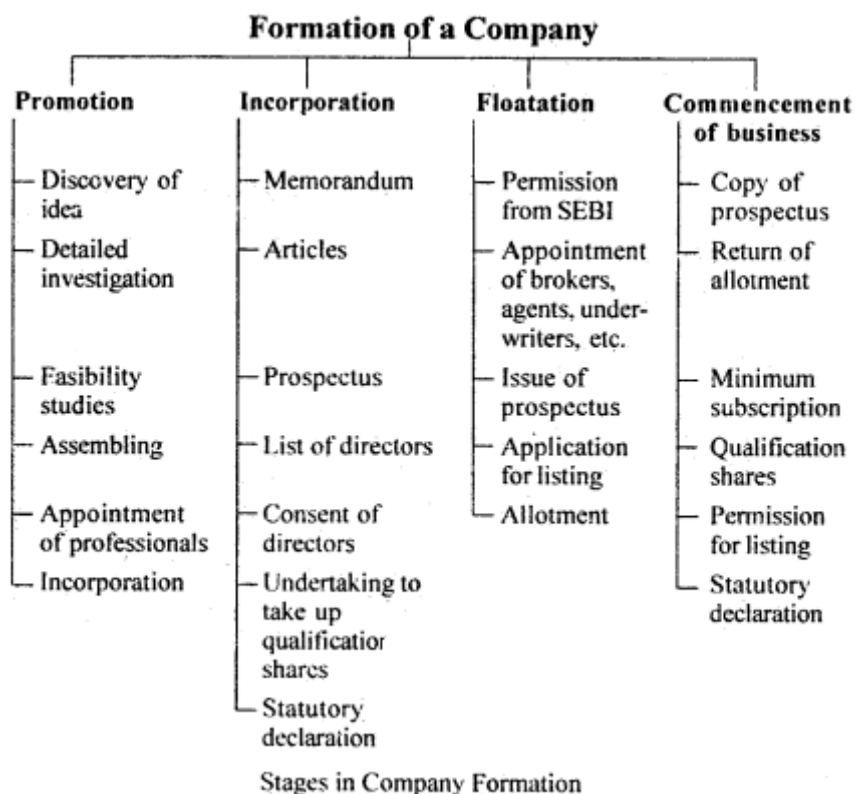 Formation of a Company
Promotion
Discovery of
idea
Detailed
investigation
Fasibility
studies
Assembling
Appointment
of professionals
Incorporation
Incorporation
Memorandum
Articles
Prospectus
List of directors
Consent of
directors
Undertaking to
take up
qualification
shares
Statutory
declaration
Floatation
Permission
from SEBI
Appointment
of brokers,
agents, under-
writers, etc.
Issue of
prospectus
Application
for listing
Allotment
Commencement
of business
Copy of
prospectus
Return of
allotment
Minimum
subscription
Qualification
shares
Permission
for listing
Statutory
declaration
Stages in Company Formation